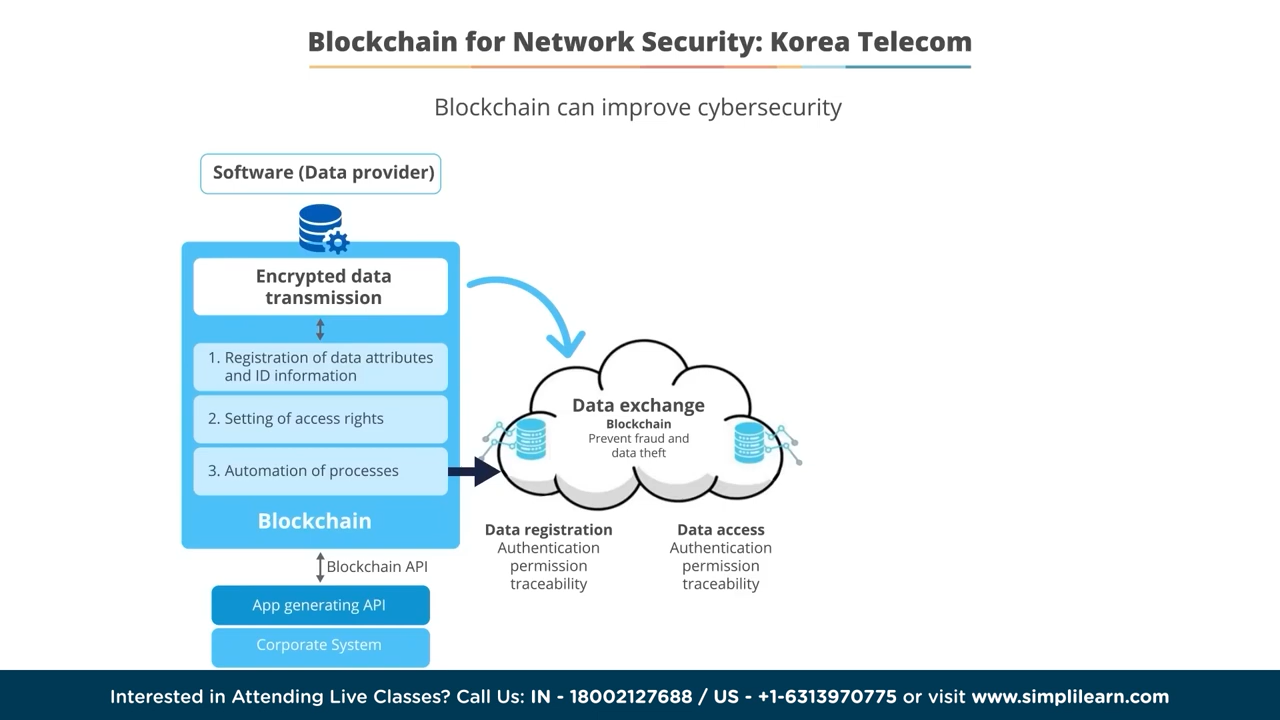 Blockchain for Network Security: Korea Telecom
Blockchain can improve cybersecurity
Software (Data provider)
Encrypted data
transmission
1. Registration of data attributes
and ID information
2. Setting of access rights
3. Automation of processes
Blockchain
Blockchain API
App generating API
Corporate System
Data exchange
Blockchain
Prevent fraud and
data theft
Data registration
Authentication
permission
traceability
Data access
Authentication
permission
traceability
Interested in Attending Live Classes? Call Us: IN - 18002127688 / US - +1-6313970775 or visit www.simplilearn.com